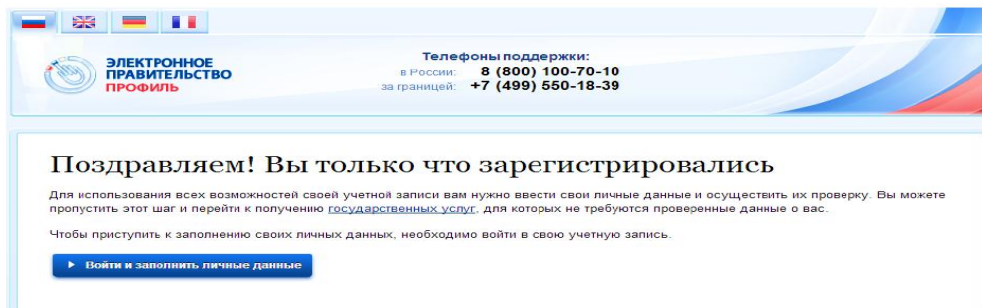 ЭЛЕКТРОННОЕ
ПРАВИТЕЛЬСТВО
ПРОФИЛЬ
Телефоны поддержки:
в России: 8 (800) 100-70-10
за границей: +7 (499) 550-18-39
Поздравляем! Вы только что зарегистрировались
Для использования всех возможностей своей учетной записи вам нужно ввести свои личные данные и осуществить их проверку. Вы можете
пропустить этот шаг и перейти к получению государственных услуг, для которых не требуются проверенные данные о вас.
Чтобы приступить к заполнению своих личных данных, необходимо войти в свою учетную запись.
Войти и заполнить личные данные